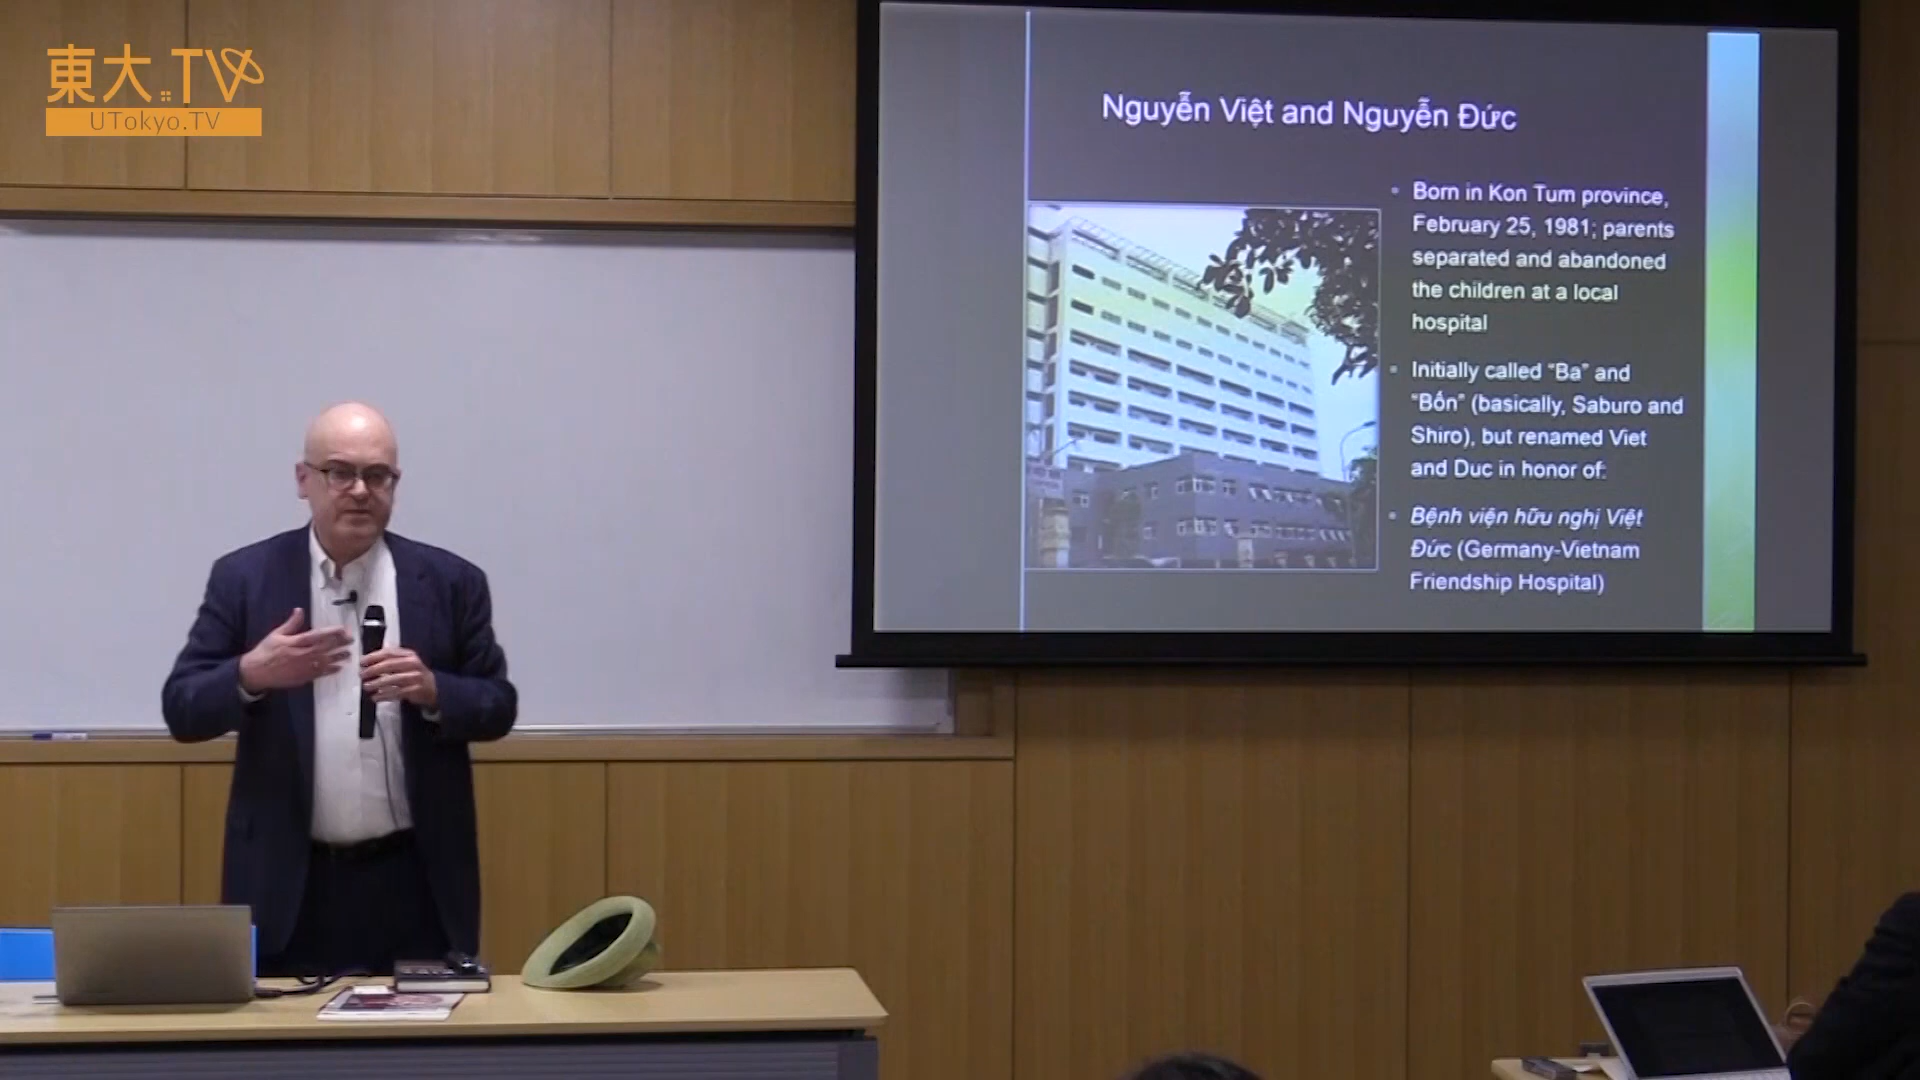 東大.TV
UTokyo.TV
Nguyễn Việt and Nguyễn Đức
• Born in Kon Tum province,
February 25, 1981; parents
separated and abandoned
the children at a local
hospital
• Initially called “Ba” and
“Bốn” (basically, Saburo and
Shiro), but renamed Viet
and Duc in honor of:
• Bệnh viện hữu nghị Việt
Đức (Germany-Vietnam
Friendship Hospital)